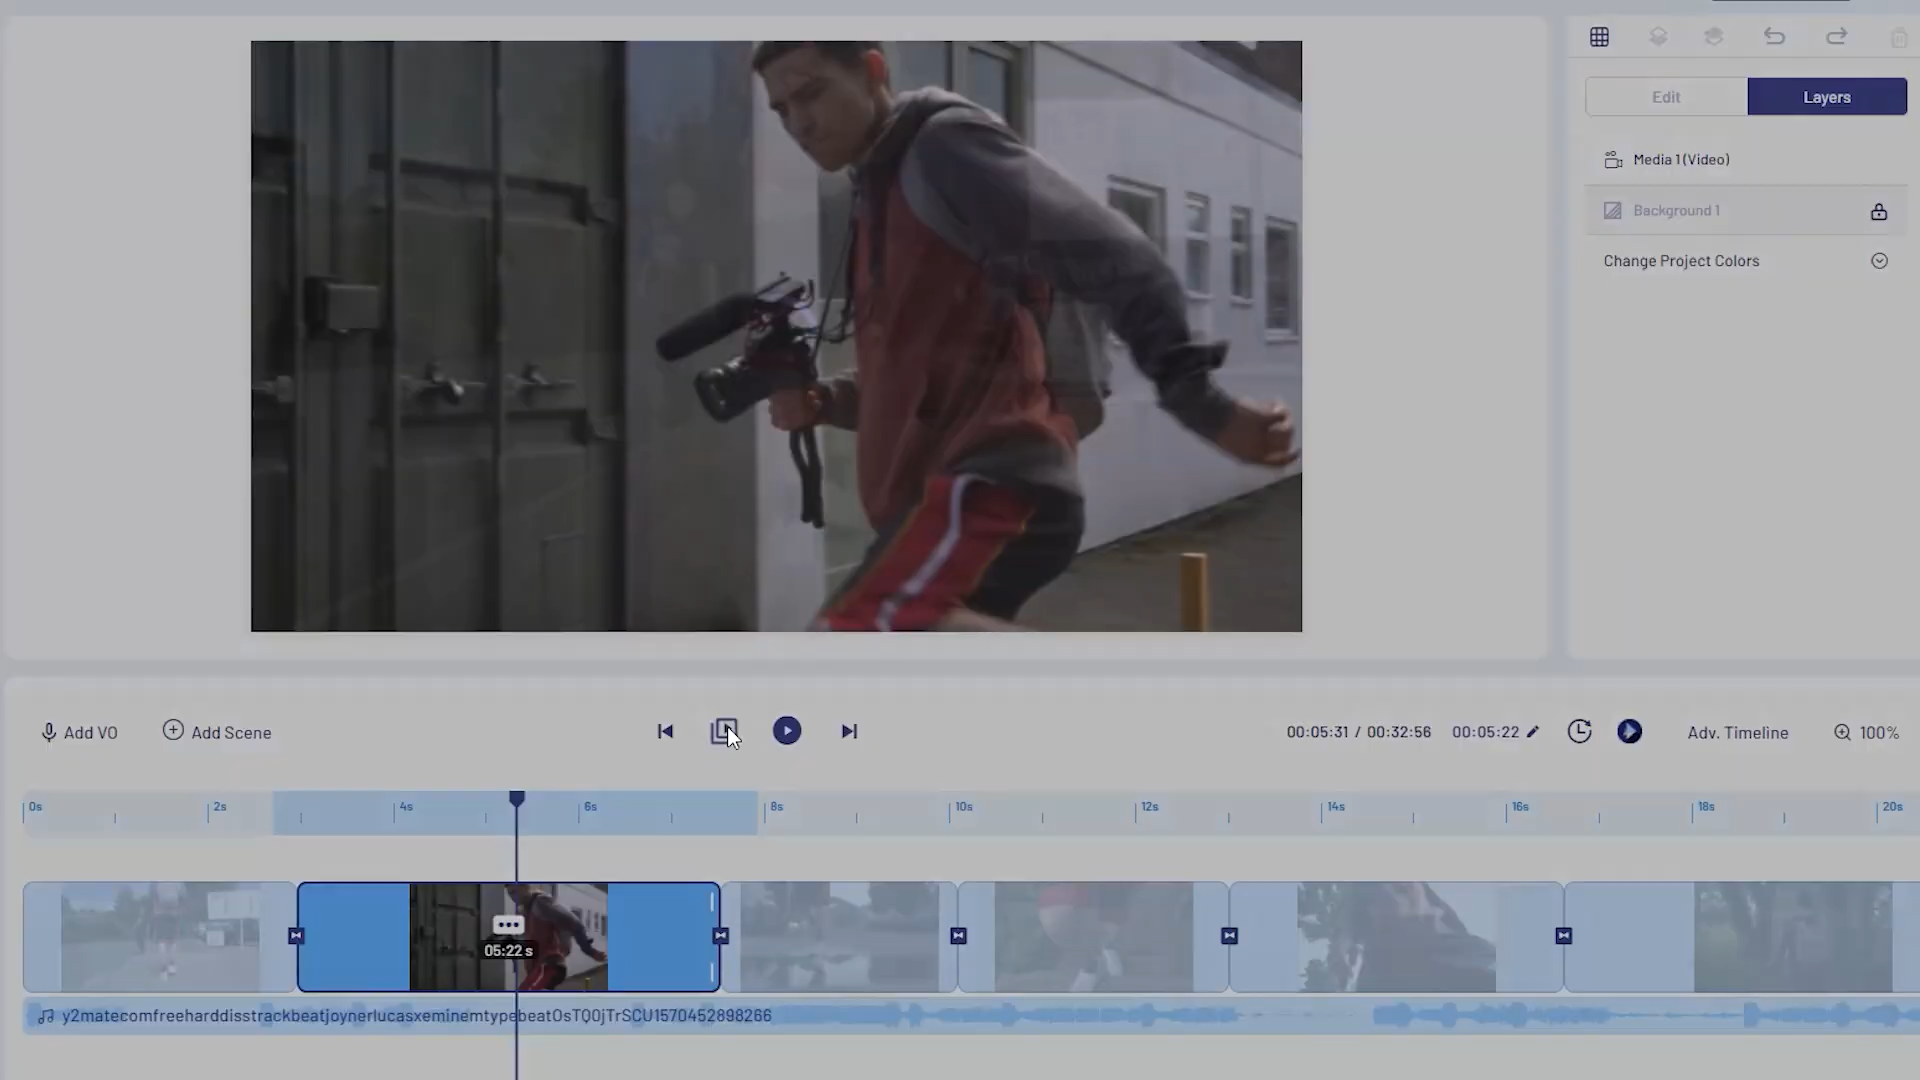 Edit
Layers
Media 1 (Video)
Background 1
Change Project Colors
Add VO
Add Scene
00:05:31 / 00:32:56
00:05:22
Adv. Timeline
100%
0s 2s 4s 6s 8s 10s 12s 14s 16s 18s 20s
05:22 s
y2matecomfreeharddisstrackbeatjoynerlucasxeminemtypebeatOsTQ0jTrSCU1570452898266